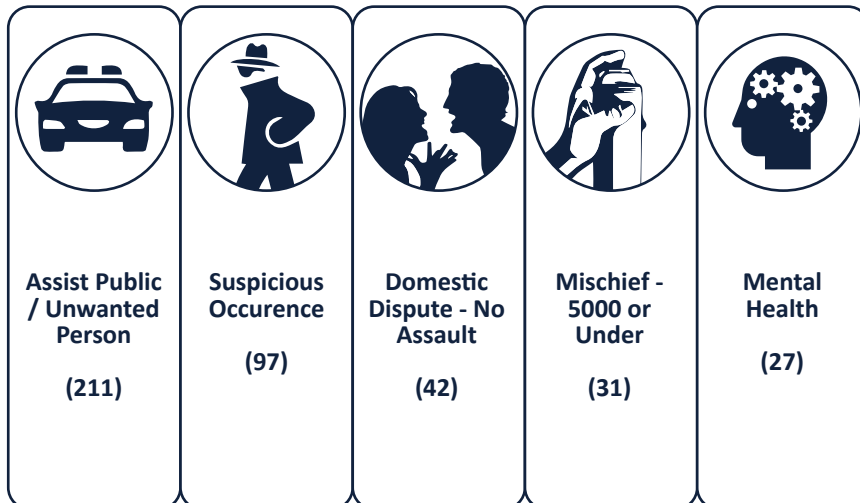 Assist Public
/ Unwanted
Person
(211)
Suspicious
Occurence
(97)
Domestic
Dispute - No
Assault
(42)
Mischief -
5000 or
Under
(31)
Mental
Health
(27)